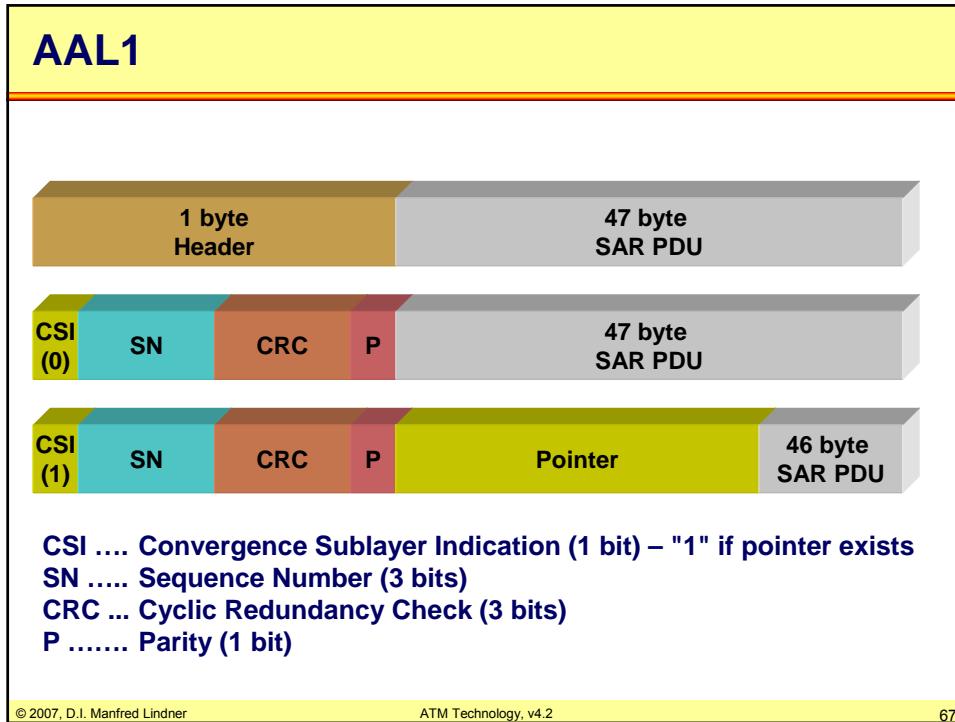 AAL1
1 byte
Header
47 byte
SAR PDU
CSI
(0)
SN
CRC
P
47 byte
SAR PDU
CSI
(1)
SN
CRC
P
Pointer
46 byte
SAR PDU
CSI .... Convergence Sublayer Indication (1 bit) – "1" if pointer exists
SN ..... Sequence Number (3 bits)
CRC ... Cyclic Redundancy Check (3 bits)
P ....... Parity (1 bit)
© 2007, D.I. Manfred Lindner
ATM Technology, v4.2
67